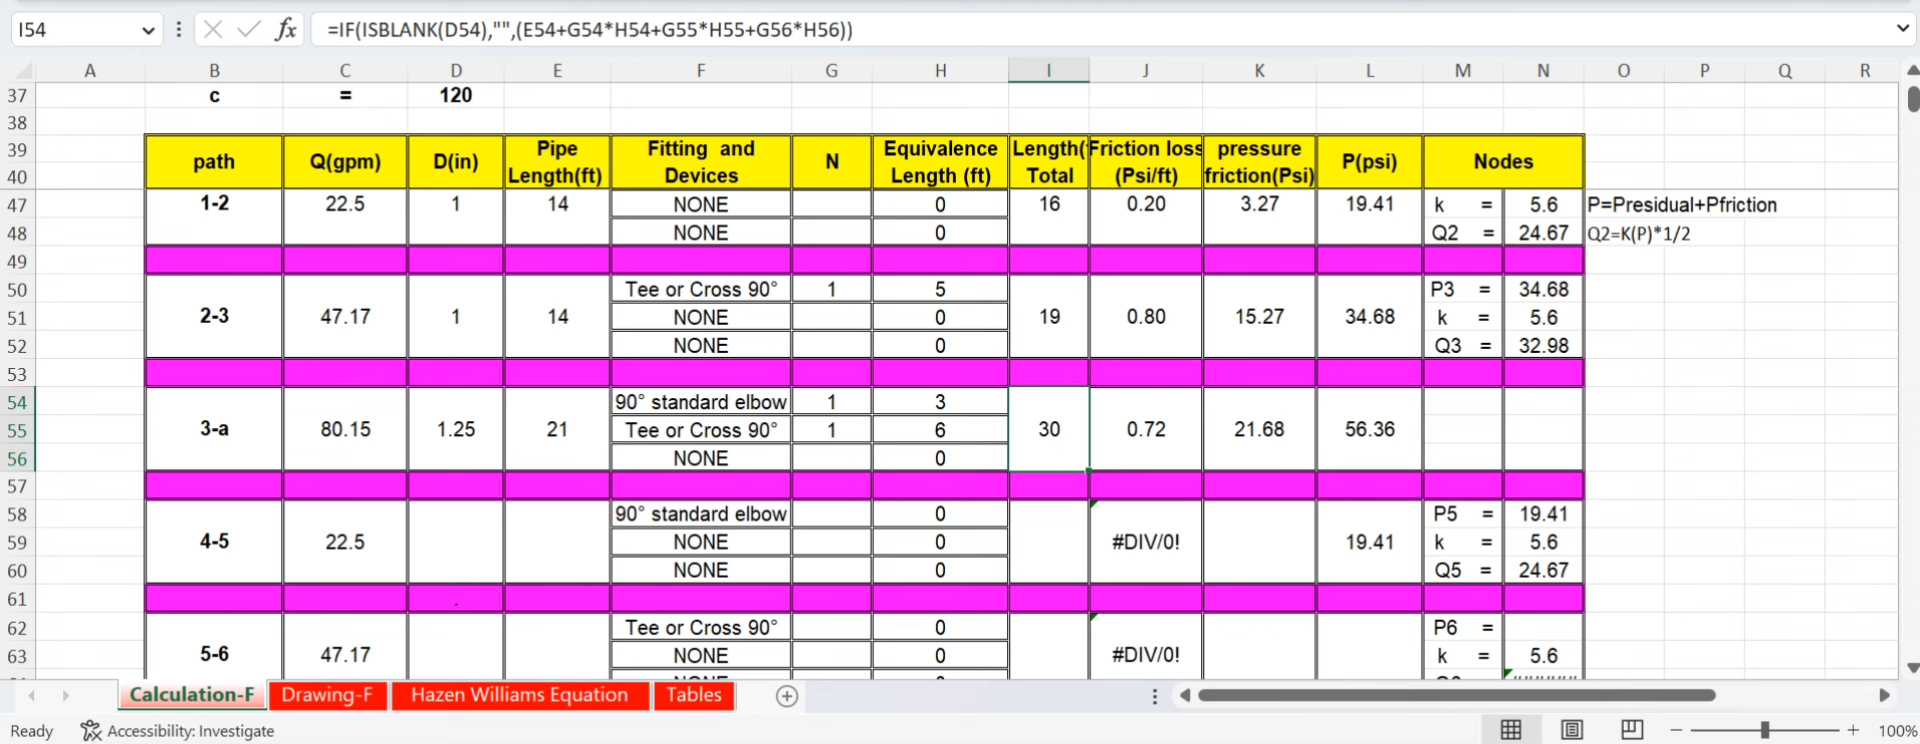 I54 fx =IF(ISBLANK(D54),"",(E54+G54*H54+G55*H55+G56*H56))
A B C D E F G H I J K L M N O P Q R
37 c = 120
38
39 Pipe Fitting and Equivalence Length( Friction loss pressure
path Q(gpm) D(in) N P(psi) Nodes
40 Length(ft) Devices Length (ft) Total (Psi/ft) friction(Psi)
47 1-2 22.5 1 14 NONE 0 16 0.20 3.27 19.41 k = 5.6 P=Presidual+Pfriction
48 NONE 0 Q2 = 24.67 Q2=K(P)*1/2
49
50 Tee or Cross 90° 1 5 P3 = 34.68
51 2-3 47.17 1 14 NONE 0 19 0.80 15.27 34.68 k = 5.6
52 NONE 0 Q3 = 32.98
53
54 90° standard elbow 1 3
55 3-a 80.15 1.25 21 Tee or Cross 90° 1 6 30 0.72 21.68 56.36
56 NONE 0
57
58 90° standard elbow 0 P5 = 19.41
59 4-5 22.5 NONE 0 #DIV/0! 19.41 k = 5.6
60 NONE 0 Q5 = 24.67
61 .
62 Tee or Cross 90° 0 P6 =
63 5-6 47.17 NONE 0 #DIV/0! k = 5.6
Calculation-F Drawing-F Hazen Williams Equation Tables
Ready Accessibility: Investigate 100%